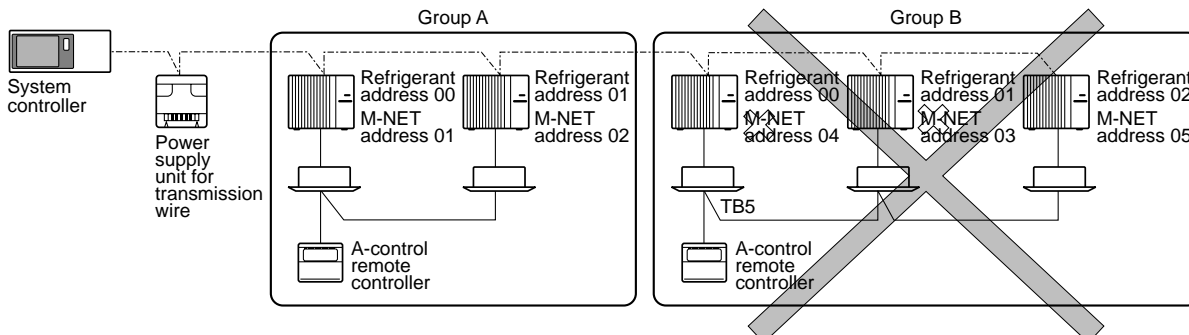 Group A
Group B
System
controller
Power
supply
unit for
transmission
wire
Refrigerant
address 00
M-NET
address 01
Refrigerant
address 01
M-NET
address 02
A-control
remote
controller
Refrigerant
address 00
M-NET
address 04
Refrigerant
address 01
M-NET
address 03
Refrigerant
address 02
M-NET
address 05
TB5
A-control
remote
controller